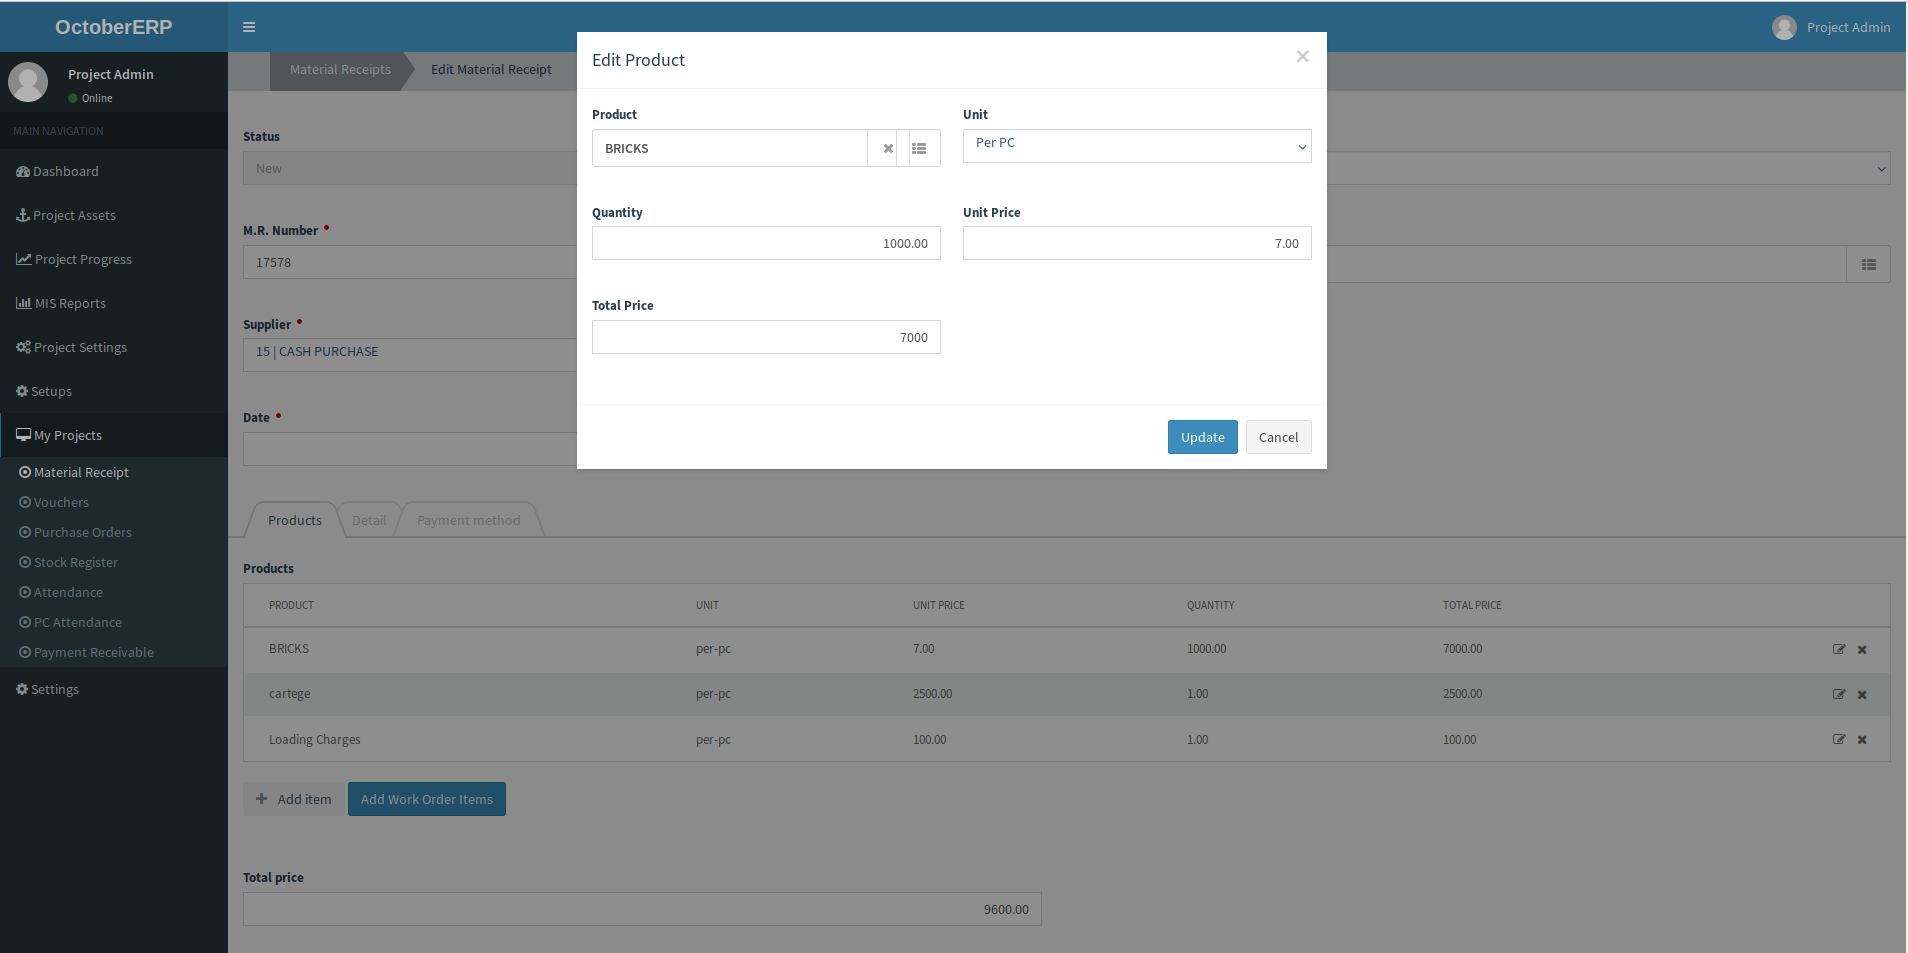 OctoberERP
Project Admin
Project Admin
Online
MAIN NAVIGATION
Dashboard
Project Assets
Project Progress
MIS Reports
Project Settings
Setups
My Projects
Material Receipt
Vouchers
Purchase Orders
Stock Register
Attendance
PC Attendance
Payment Receivable
Settings
Material Receipts Edit Material Receipt
Status
New
M.R. Number
17578
Supplier
15 | CASH PURCHASE
Date
Edit Product ×
Product Unit
BRICKS Per PC
Quantity Unit Price
1000.00 7.00
Total Price
7000
Update Cancel
Products Detail Payment method
Products
PRODUCT UNIT UNIT PRICE QUANTITY TOTAL PRICE
BRICKS per-pc 7.00 1000.00 7000.00
cartege per-pc 2500.00 1.00 2500.00
Loading Charges per-pc 100.00 1.00 100.00
Add item Add Work Order Items
Total price
9600.00